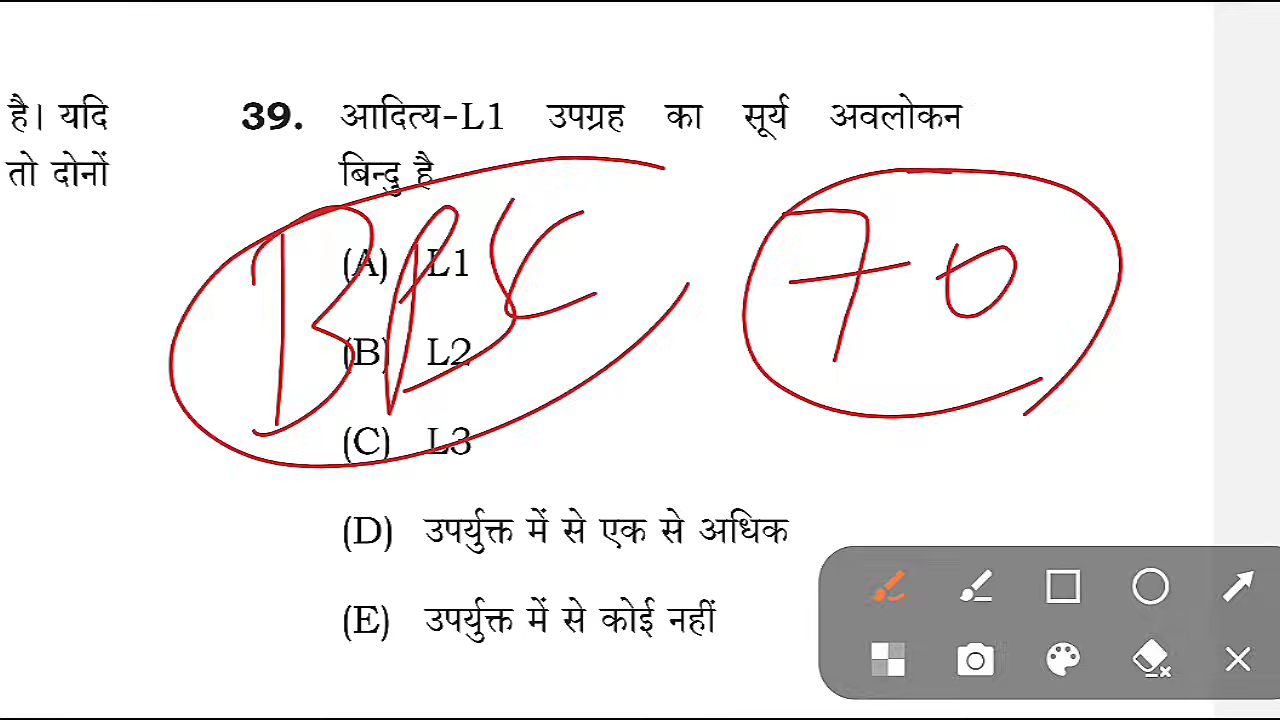 है। यदि
तो दोनों
39. आदित्य-L1 उपग्रह का सूर्य अवलोकन
बिन्दु है
(A) L1
(B) L2
(C) L3
(D) उपर्युक्त में से एक से अधिक
(E) उपर्युक्त में से कोई नहीं
BPSC 70